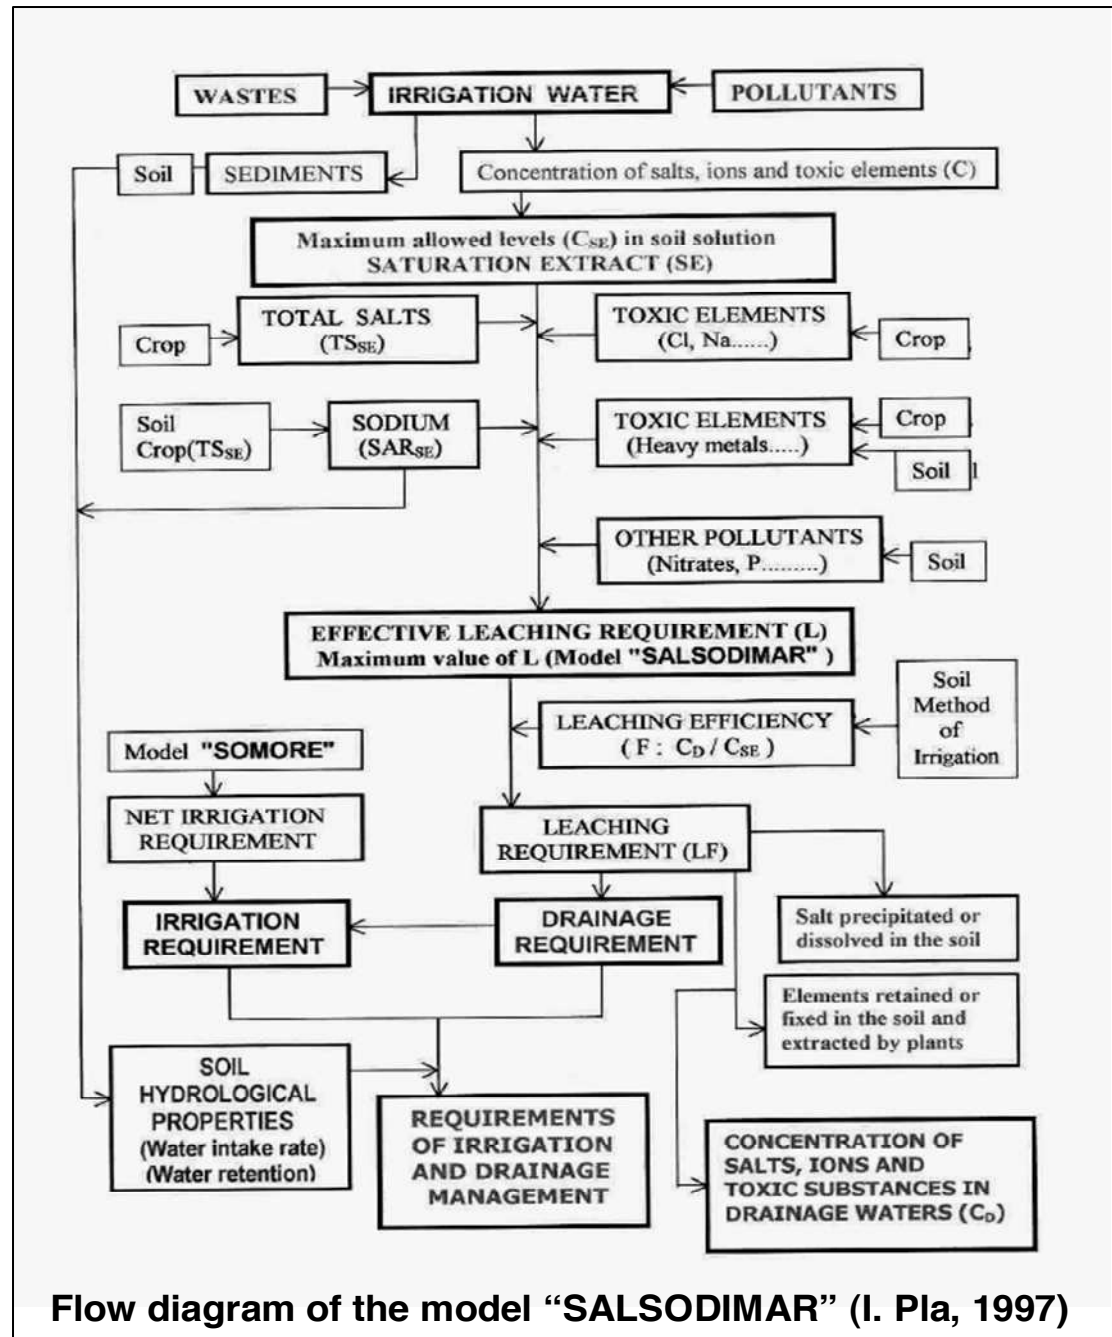 WASTES
IRRIGATION WATER
POLLUTANTS
Soil
SEDIMENTS
Concentration of salts, ions and toxic elements (C)
Maximum allowed levels (CSE) in soil solution
SATURATION EXTRACT (SE)
TOTAL SALTS
(TSSE)
Crop
TOXIC ELEMENTS
(Cl, Na......)
Crop
Soil
Crop(TSSE)
SODIUM
(SARSE)
TOXIC ELEMENTS
(Heavy metals.....)
Crop
Soil
OTHER POLLUTANTS
(Nitrates, P.........)
Soil
EFFECTIVE LEACHING REQUIREMENT (L)
Maximum value of L (Model "SALSODIMAR" )
LEACHING EFFICIENCY
( F : CD / CSE )
Soil
Method
of
Irrigation
Model "SOMORE"
NET IRRIGATION
REQUIREMENT
LEACHING
REQUIREMENT (LF)
IRRIGATION
REQUIREMENT
DRAINAGE
REQUIREMENT
Salt precipitated or
dissolved in the soil
Elements retained or
fixed in the soil and
extracted by plants
SOIL
HYDROLOGICAL
PROPERTIES
(Water intake rate)
(Water retention)
REQUIREMENTS
OF IRRIGATION
AND DRAINAGE
MANAGEMENT
CONCENTRATION OF
SALTS, IONS AND
TOXIC SUBSTANCES IN
DRAINAGE WATERS (CD)
Flow diagram of the model “SALSODIMAR” (I. Pla, 1997)